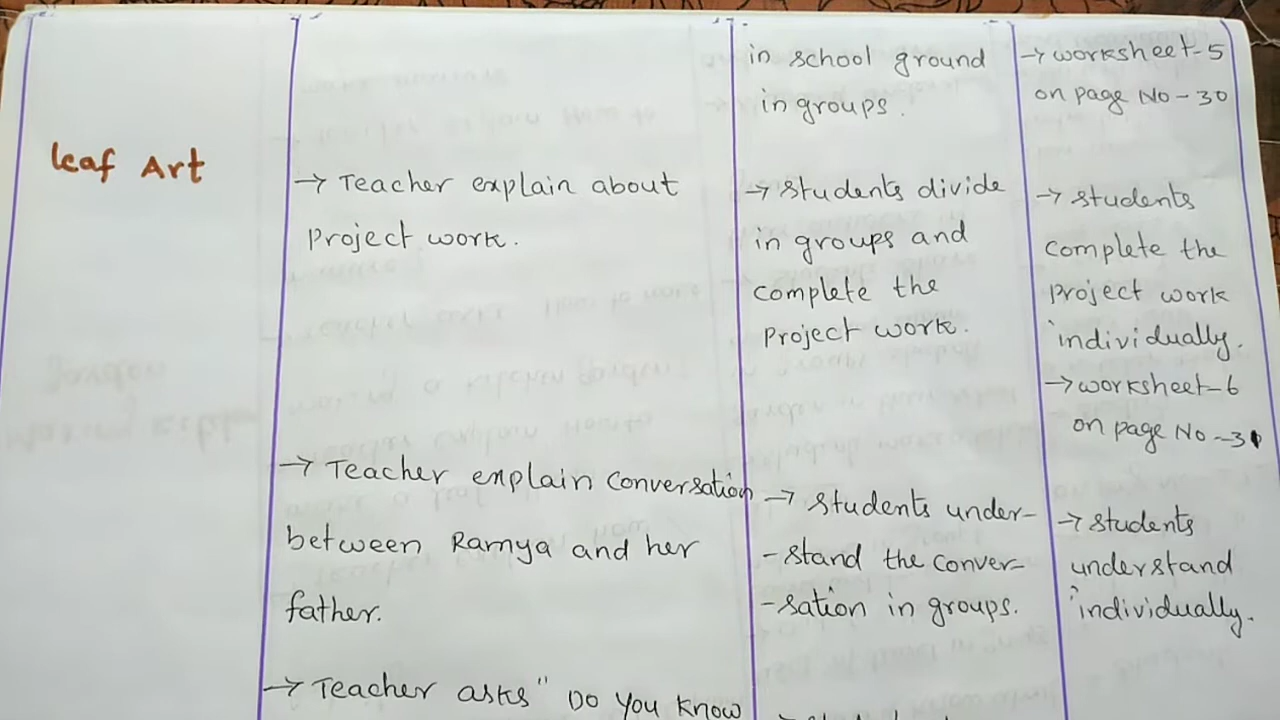 leaf Art
→ Teacher explain about
project work.
→ Teacher explain conversation
between Ramya and her
father.
→ Teacher asks" Do you know
in school ground
in groups.
→ students divide
in groups and
complete the
project work.
→ students under-
-stand the conver-
-sation in groups.
→ worksheet-5
on page No-30
→ students
complete the
project work
individually.
→ worksheet-6
on page No-31
→ students
understand
individually.